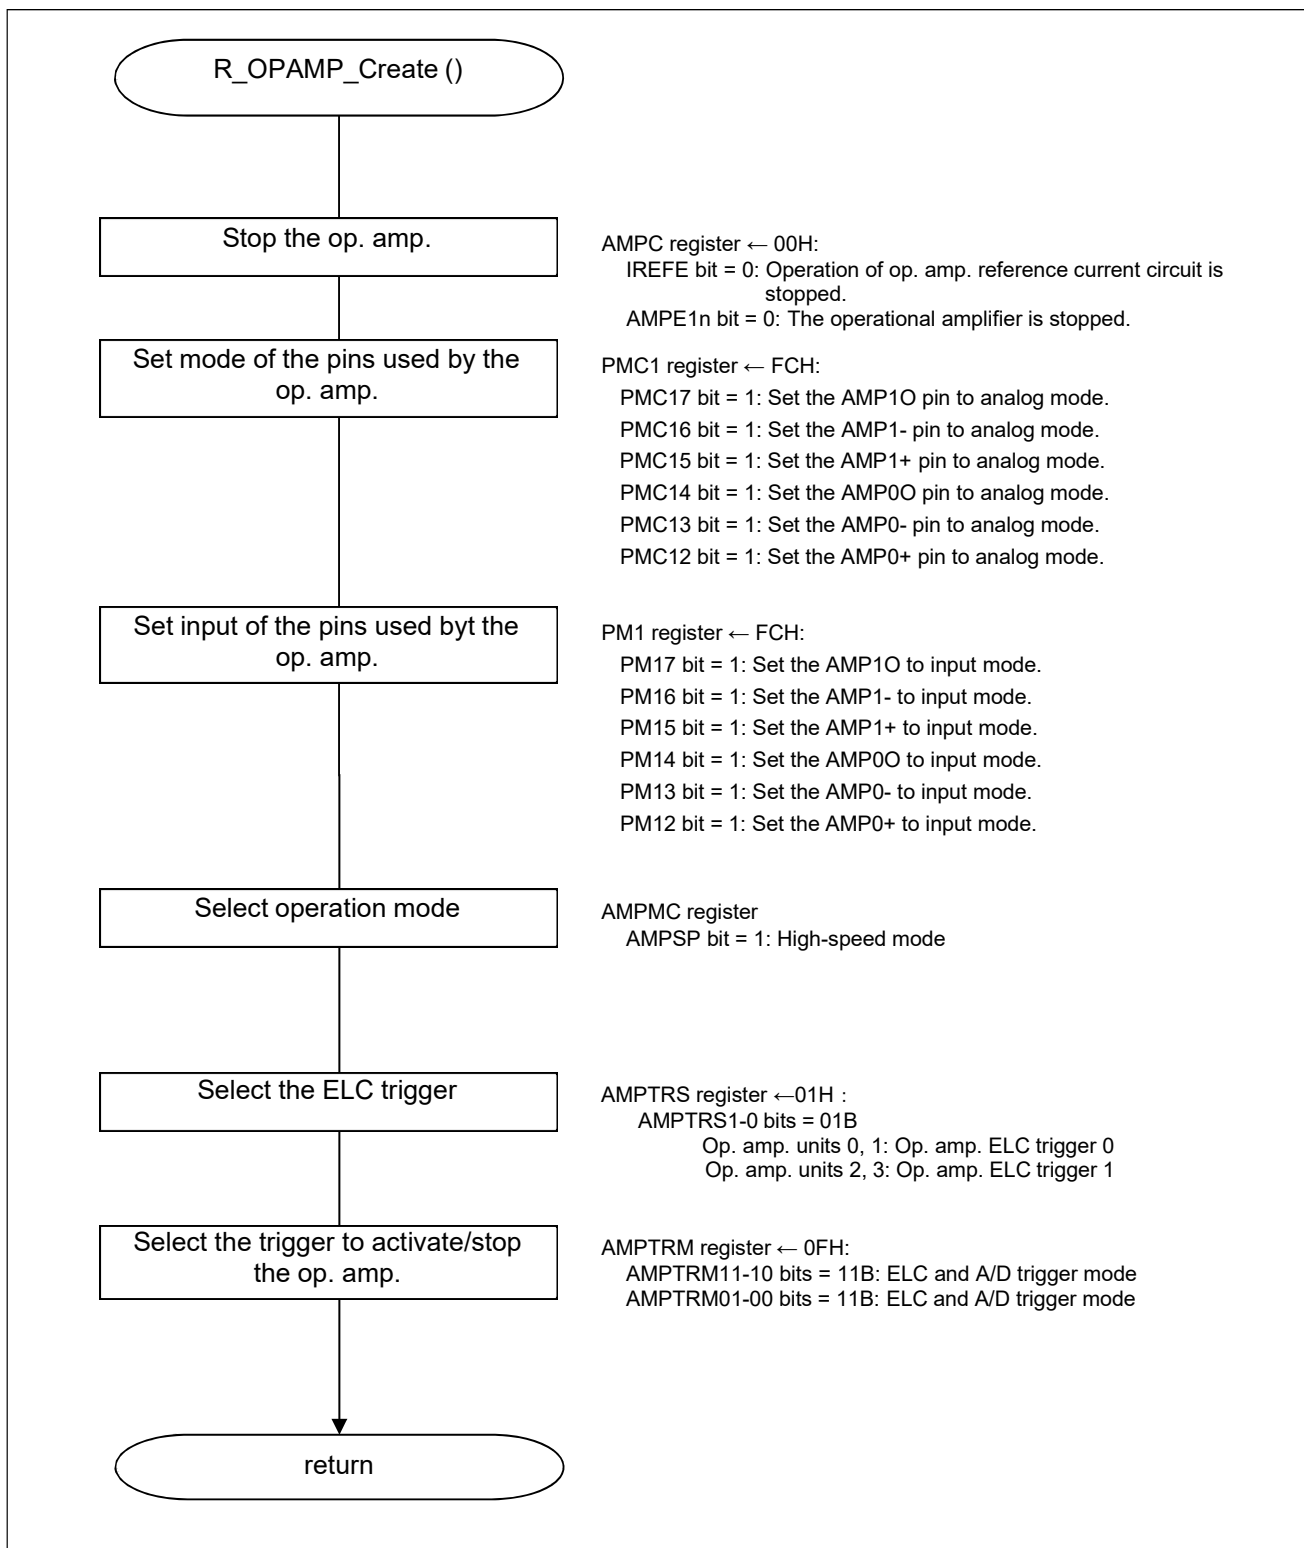 R_OPAMP_Create ()
Stop the op. amp.
AMPC register ← 00H:
IREFE bit = 0: Operation of op. amp. reference current circuit is
stopped.
AMPE1n bit = 0: The operational amplifier is stopped.
Set mode of the pins used by the
op. amp.
PMC1 register ← FCH:
PMC17 bit = 1: Set the AMP1O pin to analog mode.
PMC16 bit = 1: Set the AMP1- pin to analog mode.
PMC15 bit = 1: Set the AMP1+ pin to analog mode.
PMC14 bit = 1: Set the AMP0O pin to analog mode.
PMC13 bit = 1: Set the AMP0- pin to analog mode.
PMC12 bit = 1: Set the AMP0+ pin to analog mode.
Set input of the pins used byt the
op. amp.
PM1 register ← FCH:
PM17 bit = 1: Set the AMP1O to input mode.
PM16 bit = 1: Set the AMP1- to input mode.
PM15 bit = 1: Set the AMP1+ to input mode.
PM14 bit = 1: Set the AMP0O to input mode.
PM13 bit = 1: Set the AMP0- to input mode.
PM12 bit = 1: Set the AMP0+ to input mode.
Select operation mode
AMPMC register
AMPSP bit = 1: High-speed mode
Select the ELC trigger
AMPTRS register ←01H :
AMPTRS1-0 bits = 01B
Op. amp. units 0, 1: Op. amp. ELC trigger 0
Op. amp. units 2, 3: Op. amp. ELC trigger 1
Select the trigger to activate/stop
the op. amp.
AMPTRM register ← 0FH:
AMPTRM11-10 bits = 11B: ELC and A/D trigger mode
AMPTRM01-00 bits = 11B: ELC and A/D trigger mode
return